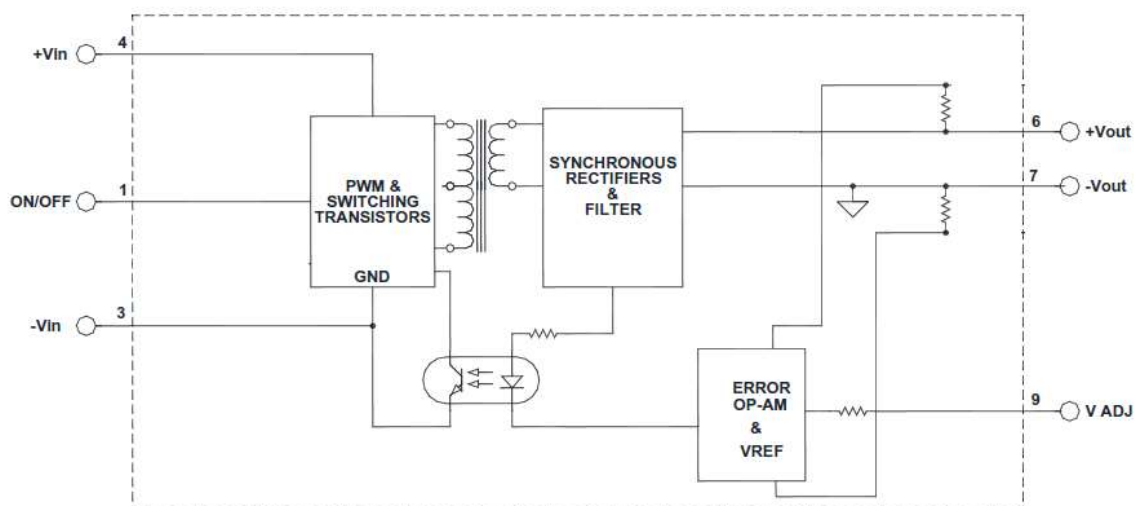 4
+Vin
6
+Vout
SYNCHRONOUS
RECTIFIERS
&
FILTER
7
-Vout
1
ON/OFF
PWM &
SWITCHING
TRANSISTORS
GND
3
-Vin
ERROR
OP-AM
&
VREF
9
V ADJ